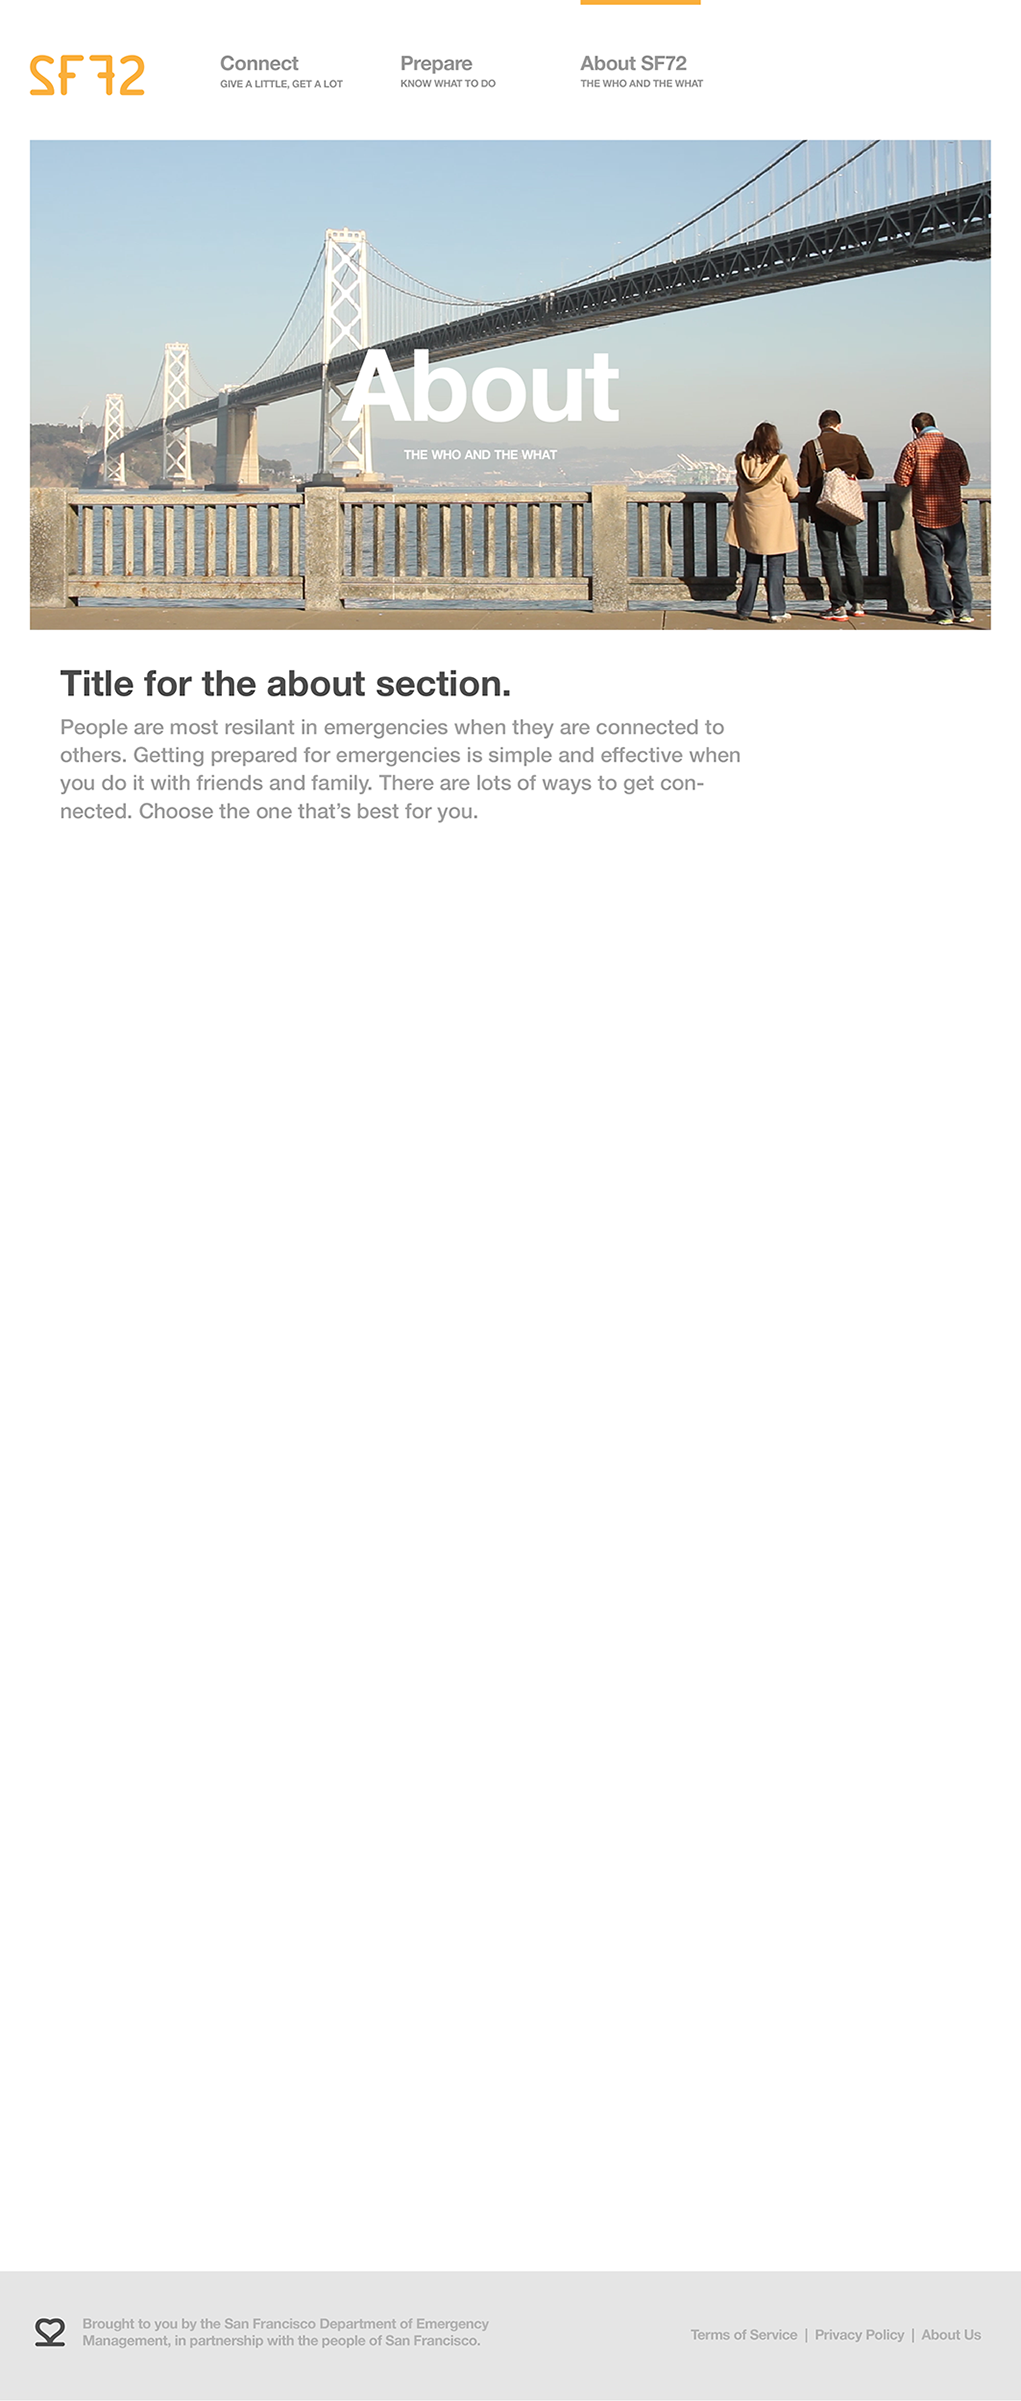 SF72
Connect
GIVE A LITTLE, GET A LOT
Prepare
KNOW WHAT TO DO
About SF72
THE WHO AND THE WHAT
About
THE WHO AND THE WHAT
Title for the about section.
People are most resilant in emergencies when they are connected to
others. Getting prepared for emergencies is simple and effective when
you do it with friends and family. There are lots of ways to get con-
nected. Choose the one that’s best for you.
Brought to you by the San Francisco Department of Emergency
Management, in partnership with the people of San Francisco.
Terms of Service | Privacy Policy | About Us